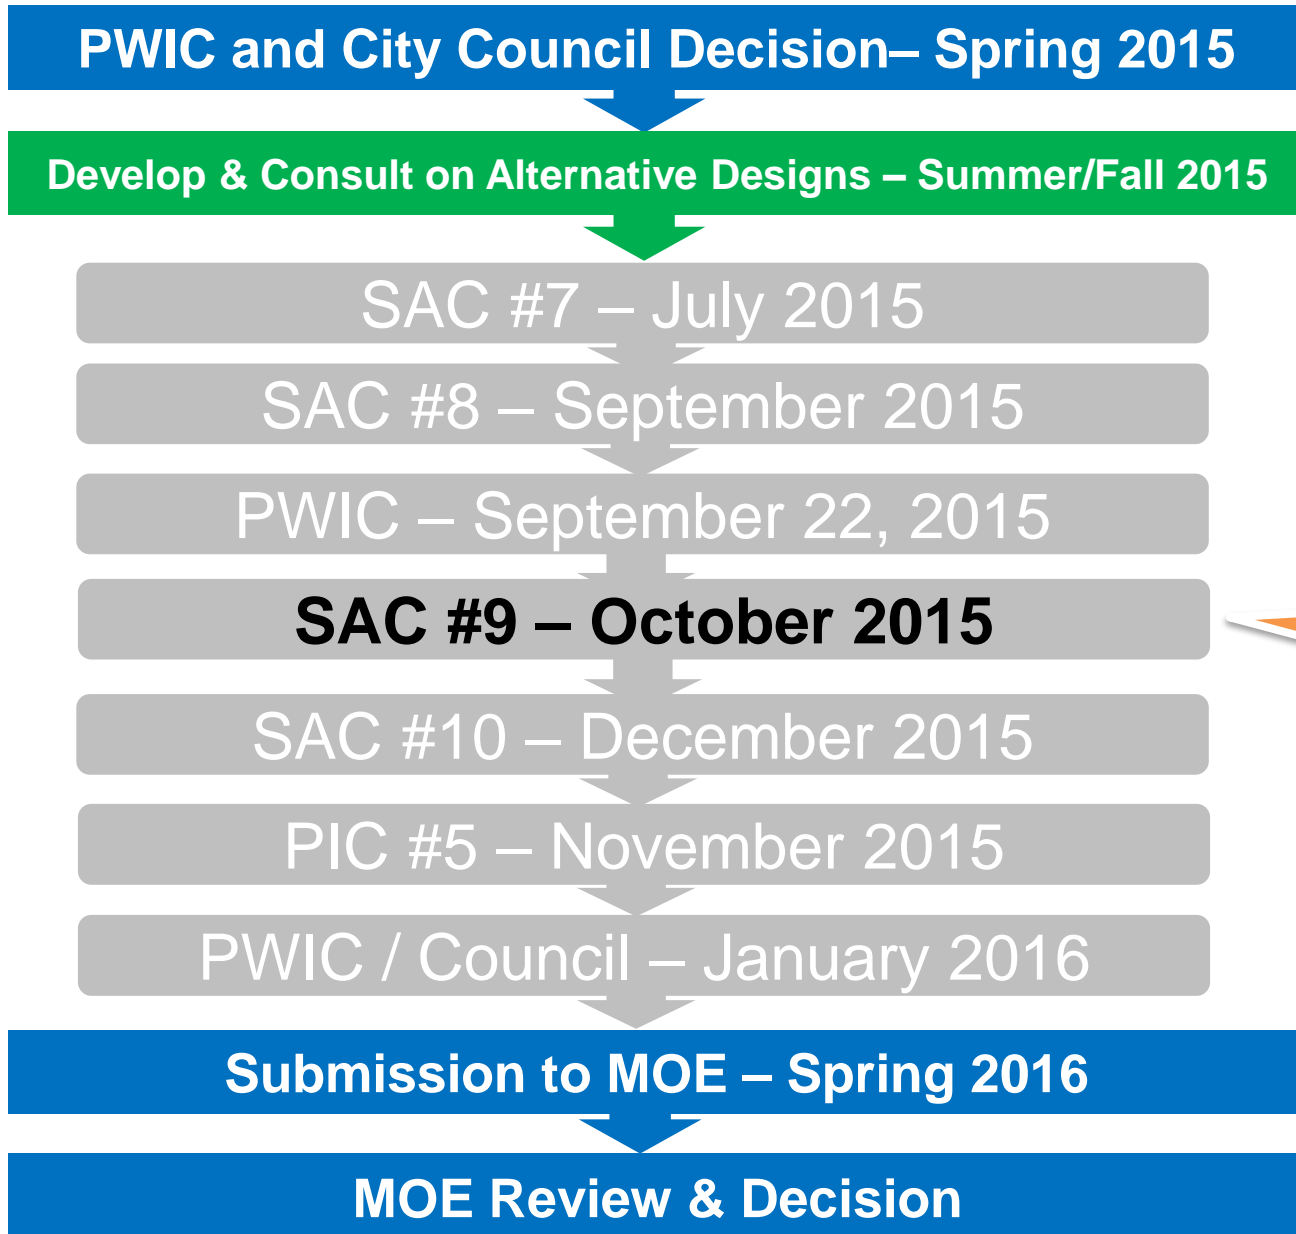 PWIC and City Council Decision– Spring 2015
Develop & Consult on Alternative Designs – Summer/Fall 2015
SAC #7 – July 2015
SAC #8 – September 2015
PWIC – September 22, 2015
SAC #9 – October 2015
SAC #10 – December 2015
PIC #5 – November 2015
PWIC / Council – January 2016
Submission to MOE – Spring 2016
MOE Review & Decision